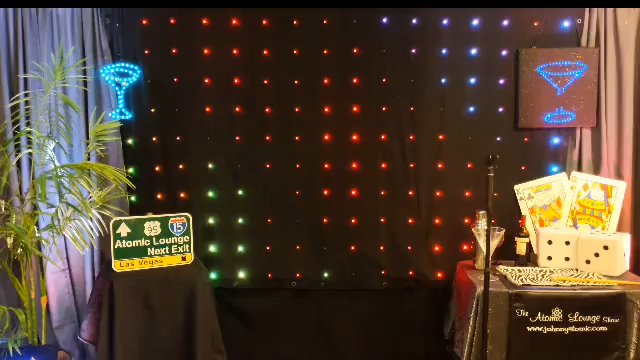 95
15
Atomic Lounge
Next Exit
Las Vegas
The Atomic Lounge Show
www.johnnyatomic.com